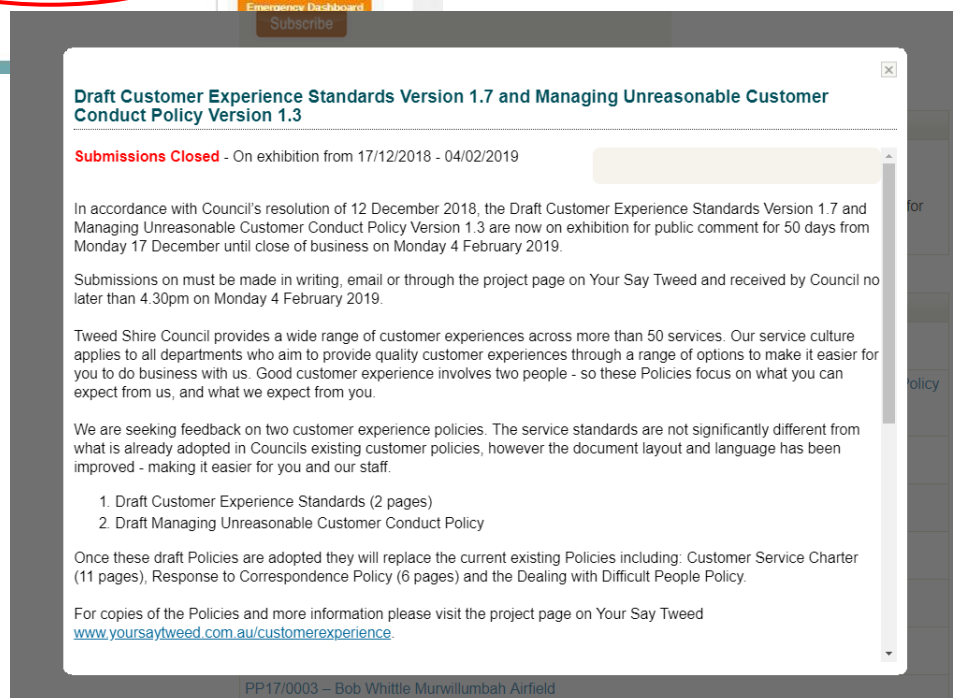 Emergency Dashboard
Subscribe
Draft Customer Experience Standards Version 1.7 and Managing Unreasonable Customer
Conduct Policy Version 1.3
Submissions Closed - On exhibition from 17/12/2018 - 04/02/2019
In accordance with Council's resolution of 12 December 2018, the Draft Customer Experience Standards Version 1.7 and
Managing Unreasonable Customer Conduct Policy Version 1.3 are now on exhibition for public comment for 50 days from
Monday 17 December until close of business on Monday 4 February 2019.
for
Submissions on must be made in writing, email or through the project page on Your Say Tweed and received by Council no
later than 4.30pm on Monday 4 February 2019.
Tweed Shire Council provides a wide range of customer experiences across more than 50 services. Our service culture
applies to all departments who aim to provide quality customer experiences through a range of options to make it easier for
you to do business with us. Good customer experience involves two people - so these Policies focus on what you can
expect from us, and what we expect from you.
Policy
We are seeking feedback on two customer experience policies. The service standards are not significantly different from
what is already adopted in Councils existing customer policies, however the document layout and language has been
improved - making it easier for you and our staff.
1. Draft Customer Experience Standards (2 pages)
2. Draft Managing Unreasonable Customer Conduct Policy
Once these draft Policies are adopted they will replace the current existing Policies including: Customer Service Charter
(11 pages), Response to Correspondence Policy (6 pages) and the Dealing with Difficult People Policy.
For copies of the Policies and more information please visit the project page on Your Say Tweed
www.yoursaytweed.com.au/customerexperience.
PP17/0003 – Bob Whittle Murwillumbah Airfield